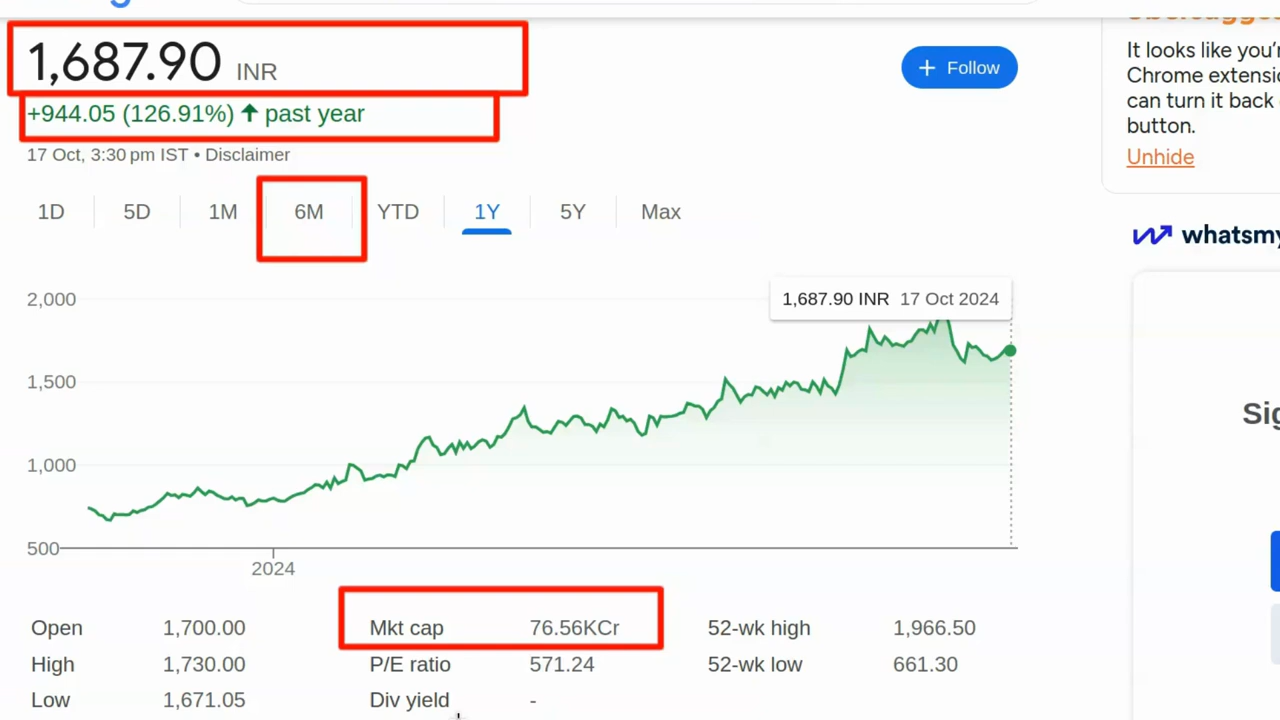 1,687.90 INR
+ Follow
+944.05 (126.91%) ↑ past year
17 Oct, 3:30 pm IST • Disclaimer
1D 5D 1M 6M YTD 1Y 5Y Max
1,687.90 INR 17 Oct 2024
2,000
1,500
1,000
500
2024
Open 1,700.00 Mkt cap 76.56KCr 52-wk high 1,966.50
High 1,730.00 P/E ratio 571.24 52-wk low 661.30
Low 1,671.05 Div yield -
It looks like you'r
Chrome extensio
can turn it back
button.
Unhide
whatsmy
Sig